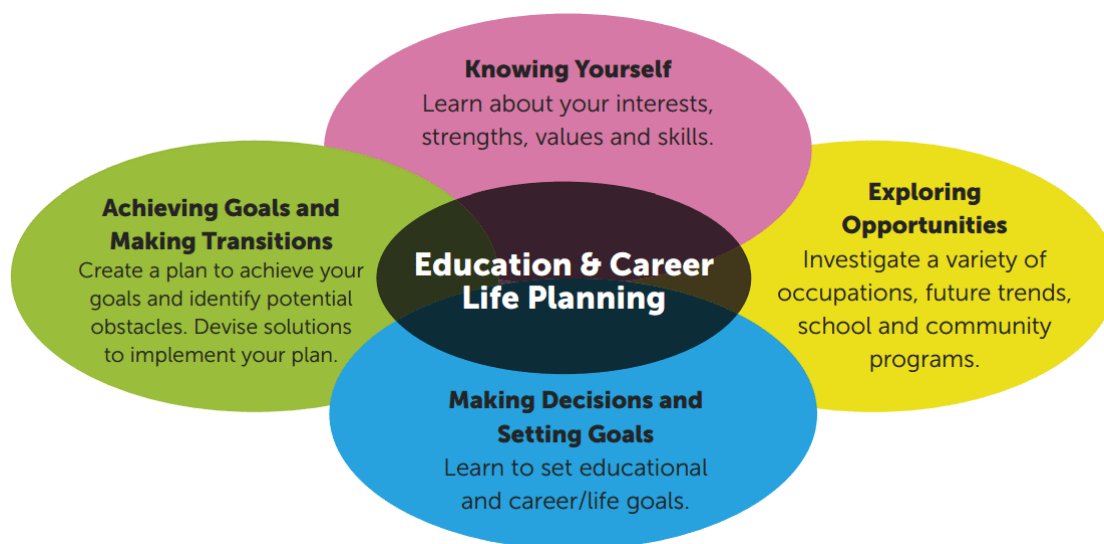 Knowing Yourself
Learn about your interests,
strengths, values and skills.
Achieving Goals and
Making Transitions
Create a plan to achieve your
goals and identify potential
obstacles. Devise solutions
to implement your plan.
Education & Career
Life Planning
Exploring
Opportunities
Investigate a variety of
occupations, future trends,
school and community
programs.
Making Decisions and
Setting Goals
Learn to set educational
and career/life goals.